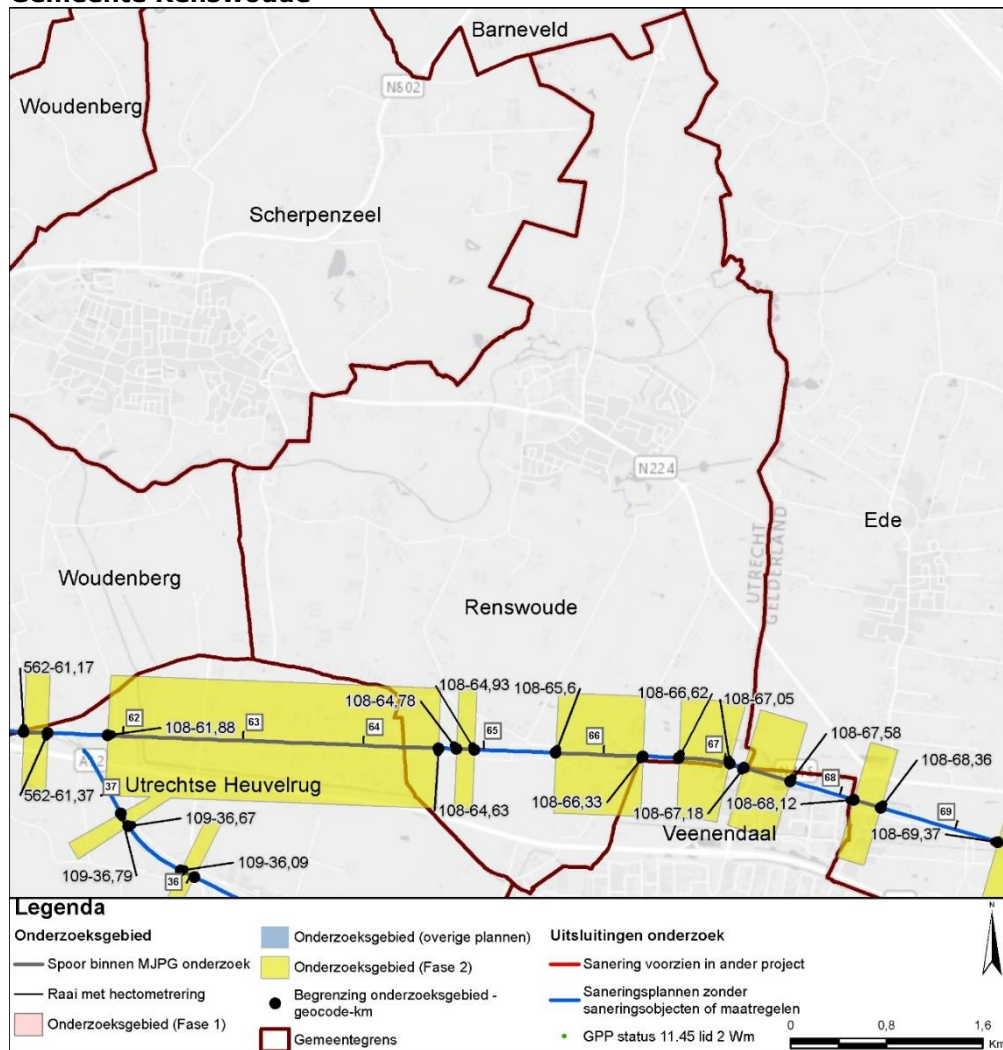 Gemeente Renswoude
Barneveld
Woudenberg
N802
Scherpenzeel
N224
Ede
UTRECHT
GELDERLAND
Woudenberg
Renswoude
562-61,17
108-64,93
108-65,6
108-66,62
108-67,05
108-64,78
62
108-61,88
63
64
65
66
67
108-67,58
108-68,36
37
Utrechtse Heuvelrug
562-61,37
108-64,63
108-66,33
108-67,18
108-68,12
68
69
Veenendaal
109-36,67
108-69,37
109-36,79
36
109-36,09
Legenda
Onderzoeksgebied
Spoor binnen MJPG onderzoek
Raai met hectometrering
Onderzoeksgebied (Fase 1)
Onderzoeksgebied (overige plannen)
Onderzoeksgebied (Fase 2)
Begrenzing onderzoeksgebied -
geocode-km
Gemeentegrens
Uitsluitingen onderzoek
Sanering voorzien in ander project
Saneringsplannen zonder
saneringsobjecten of maatregelen
GPP status 11.45 lid 2 Wm
N
0 0,8 1,6
Km